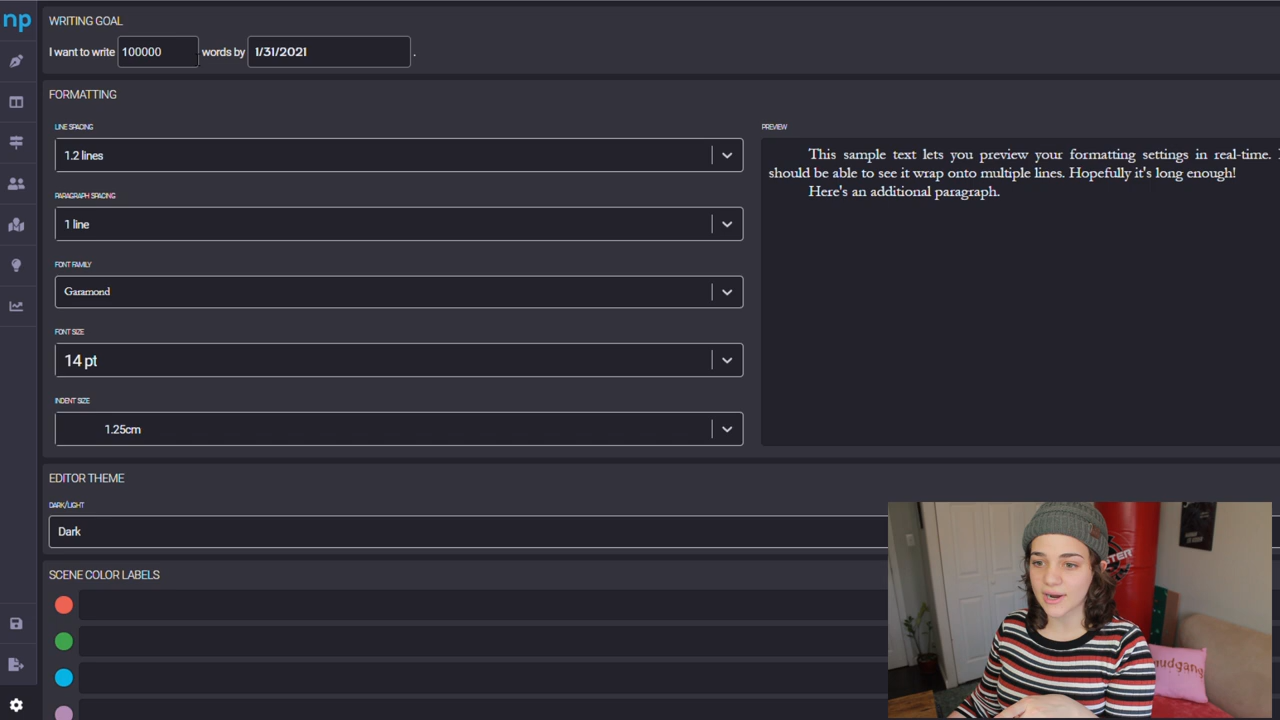 np
WRITING GOAL
I want to write 100000 words by 1/31/2021 .
FORMATTING
LINE SPACING
1.2 lines
PARAGRAPH SPACING
1 line
FONT FAMILY
Garamond
FONT SIZE
14 pt
INDENT SIZE
1.25cm
PREVIEW
This sample text lets you preview your formatting settings in real-time.
should be able to see it wrap onto multiple lines. Hopefully it's long enough!
Here's an additional paragraph.
EDITOR THEME
DARK/LIGHT
Dark
SCENE COLOR LABELS